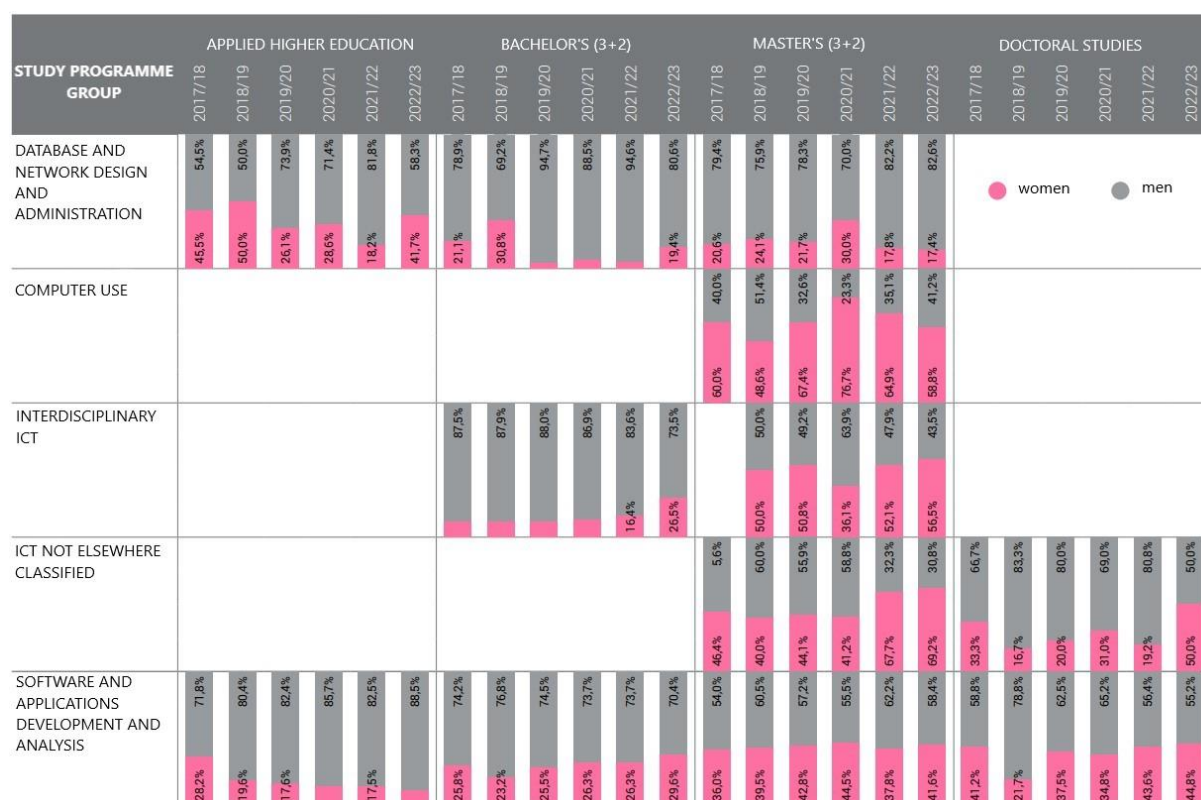 APPLIED HIGHER EDUCATION BACHELOR'S (3+2) MASTER'S (3+2) DOCTORAL STUDIES
STUDY PROGRAMME
GROUP
2017/18 2018/19 2019/20 2020/21 2021/22 2022/23 2017/18 2018/19 2019/20 2020/21 2021/22 2022/23 2017/18 2018/19 2019/20 2020/21 2021/22 2022/23 2017/18 2018/19 2019/20 2020/21 2021/22 2022/23
DATABASE AND
NETWORK DESIGN
AND
ADMINISTRATION
54,5% 50,0% 73,9% 71,4% 81,8% 58,3% 78,9% 69,2% 94,7% 88,5% 94,6% 80,6% 79,4% 75,9% 78,3% 70,0% 82,2% 82,6%
women men
45,5% 50,0% 26,1% 28,6% 18,2% 41,7% 21,1% 30,8% 19,4% 20,6% 24,1% 21,7% 30,0% 17,8% 17,4%
COMPUTER USE
40,0% 51,4% 32,6% 23,3% 35,1% 41,2%
60,0% 48,6% 67,4% 76,7% 64,9% 58,8%
INTERDISCIPLINARY
ICT
87,5% 87,9% 88,0% 86,9% 83,6% 73,5% 50,0% 49,2% 63,9% 47,9% 43,5%
16,4% 26,5% 50,0% 50,8% 36,1% 52,1% 56,5%
ICT NOT ELSEWHERE
CLASSIFIED
5,6% 60,0% 55,9% 58,8% 32,3% 30,8% 66,7% 83,3% 80,0% 69,0% 80,8% 50,0%
46,4% 40,0% 44,1% 41,2% 67,7% 69,2% 33,3% 16,7% 20,0% 31,0% 19,2% 50,0%
SOFTWARE AND
APPLICATIONS
DEVELOPMENT AND
ANALYSIS
71,8% 80,4% 82,4% 85,7% 82,5% 88,5% 74,2% 76,8% 74,5% 73,7% 73,7% 70,4% 54,0% 60,5% 57,2% 55,5% 62,2% 58,4% 58,8% 78,8% 62,5% 65,2% 56,4% 55,2%
28,2% 19,6% 17,6% 17,5% 25,8% 23,2% 25,5% 26,3% 26,3% 29,6% 36,0% 39,5% 42,8% 44,5% 37,8% 41,6% 41,2% 21,7% 37,5% 34,8% 43,6% 44,8%